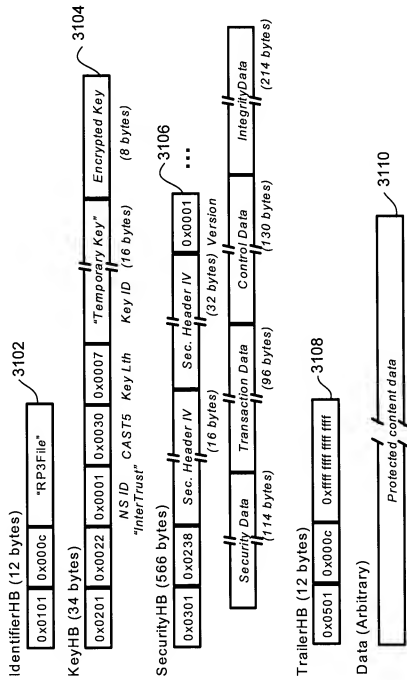 IdentifierHB (12 bytes)
3102
0x0101 0x000c "RP3File"
KeyHB (34 bytes)
3104
0x0201 0x0022 0x0001 0x0030 0x0007 "Temporary Key" Encrypted Key
NS ID CAST5 Key Lth Key ID (16 bytes) (8 bytes)
"InterTrust"
SecurityHB (566 bytes)
3106
0x0301 0x0238 Sec. Header IV Sec. Header IV 0x0001 ...
(16 bytes) (32 bytes) Version
Security Data Transaction Data Control Data IntegrityData
(114 bytes) (96 bytes) (130 bytes) (214 bytes)
TrailerHB (12 bytes)
3108
0x0501 0x000c 0xffff ffff ffff ffff
Data (Arbitrary)
3110
Protected content data